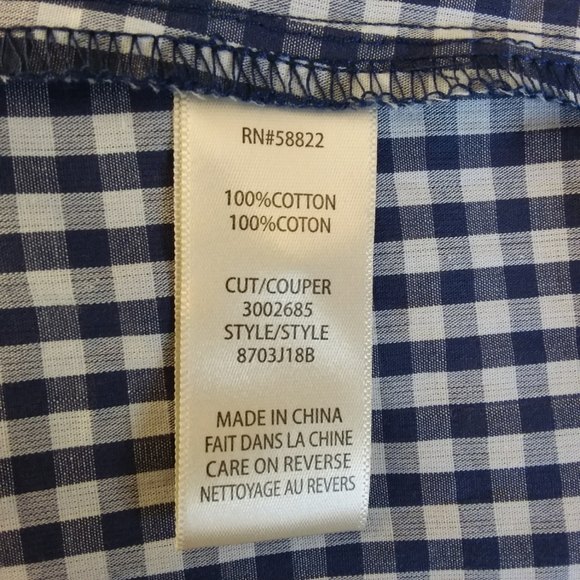 RN#58822
100%COTTON
100%COTON
CUT/COUPER
3002685
STYLE/STYLE
8703J18B
MADE IN CHINA
FAIT DANS LA CHINE
CARE ON REVERSE
NETTOYAGE AU REVERS